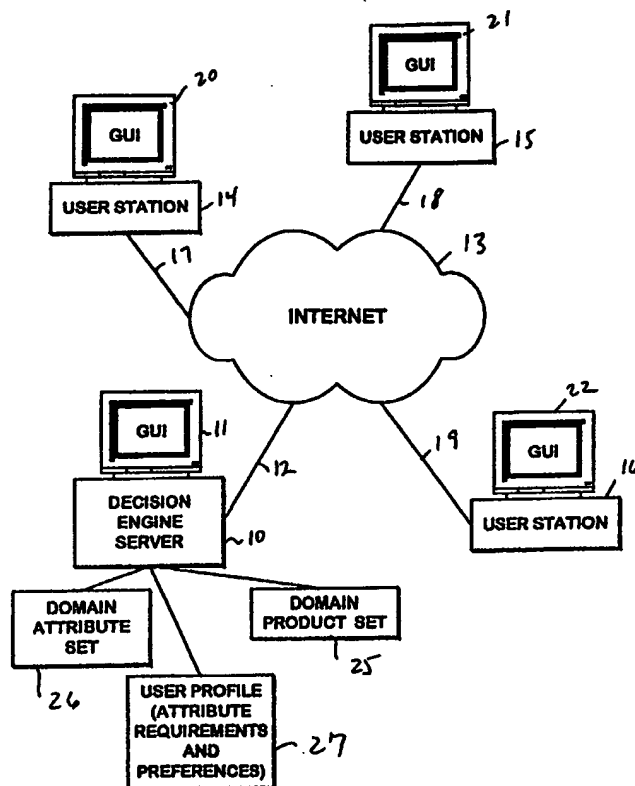 21
GUI
20
USER STATION
GUI
15
USER STATION
14
18
13
17
INTERNET
22
GUI
11
GUI
19
12
16
DECISION
ENGINE
SERVER
10
USER STATION
DOMAIN
ATTRIBUTE
SET
DOMAIN
PRODUCT SET
25
26
USER PROFILE
(ATTRIBUTE
REQUIREMENTS
AND
PREFERENCES)
27